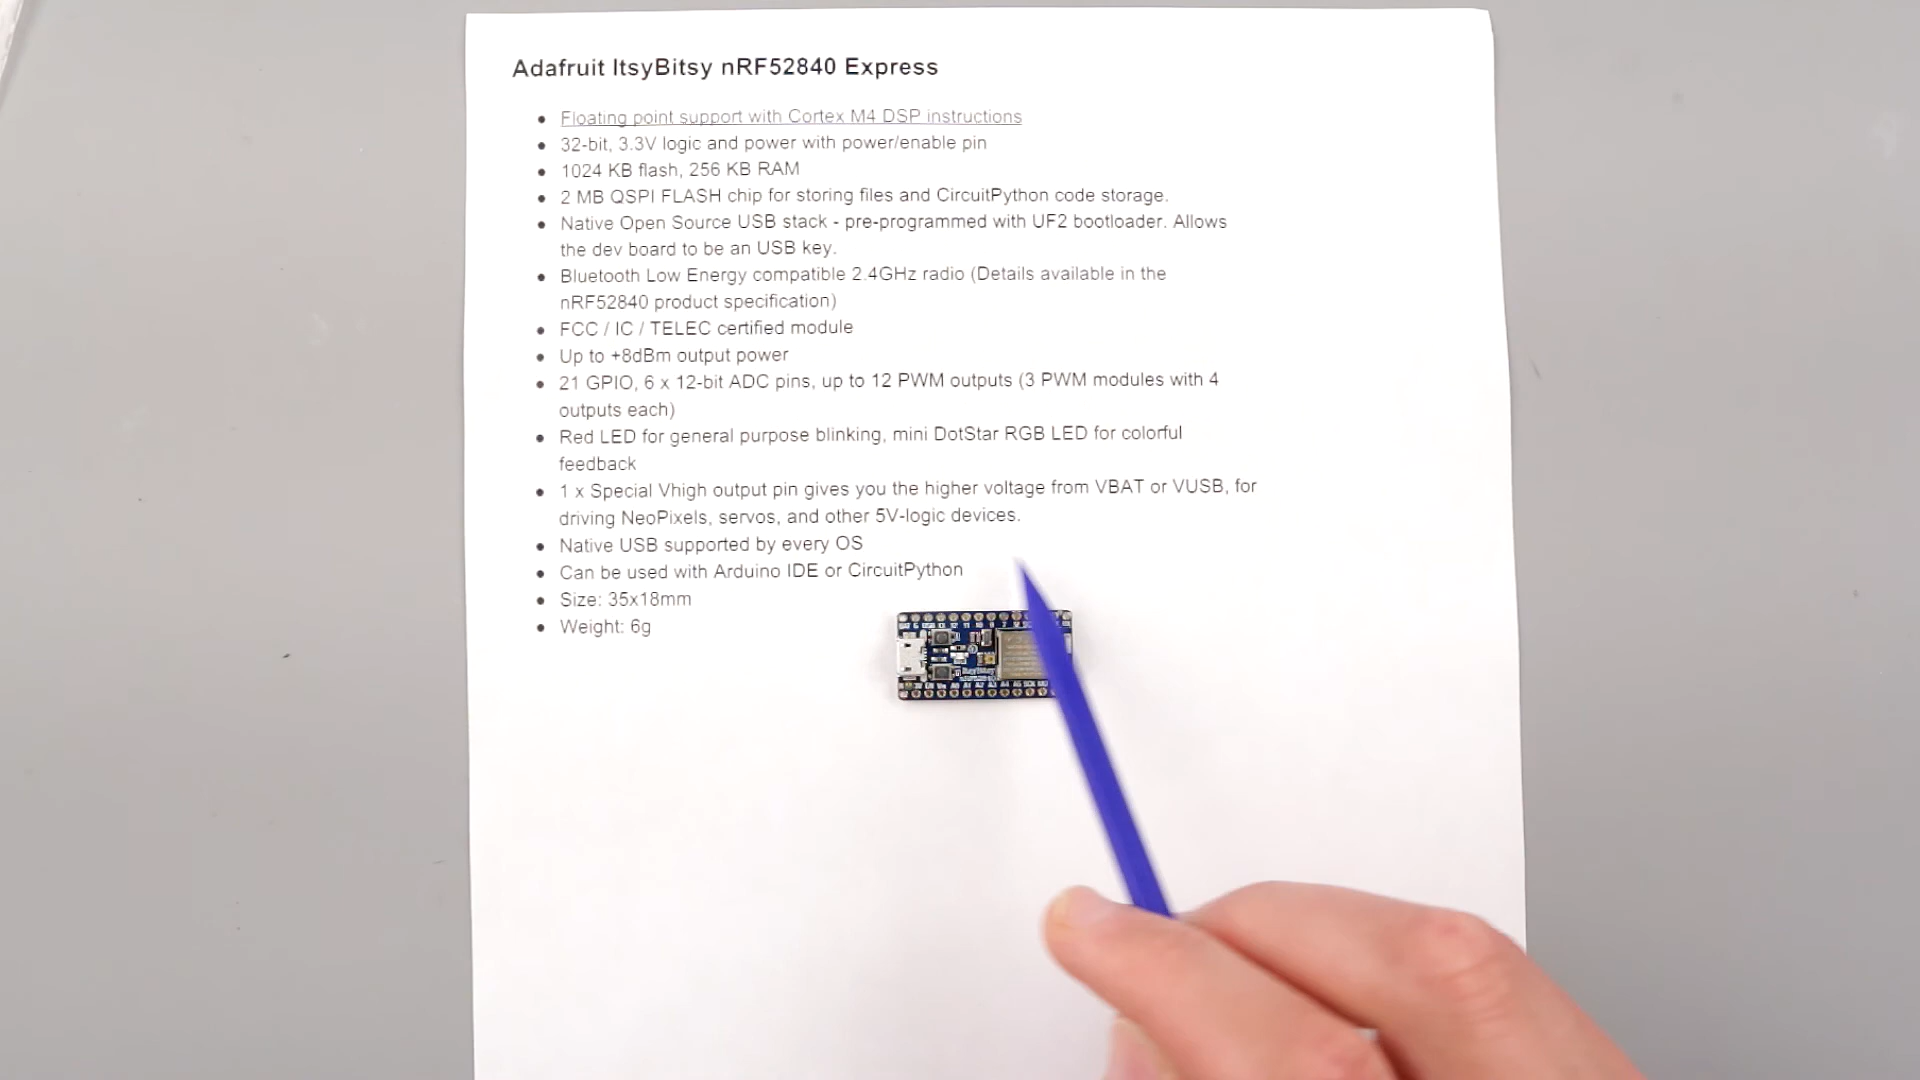 Adafruit ItsyBitsy nRF52840 Express
Floating point support with Cortex M4 DSP instructions
32-bit, 3.3V logic and power with power/enable pin
1024 KB flash, 256 KB RAM
2 MB QSPI FLASH chip for storing files and CircuitPython code storage.
Native Open Source USB stack - pre-programmed with UF2 bootloader. Allows
the dev board to be an USB key.
Bluetooth Low Energy compatible 2.4GHz radio (Details available in the
nRF52840 product specification)
FCC / IC / TELEC certified module
Up to +8dBm output power
21 GPIO, 6 x 12-bit ADC pins, up to 12 PWM outputs (3 PWM modules with 4
outputs each)
Red LED for general purpose blinking, mini DotStar RGB LED for colorful
feedback
1 x Special Vhigh output pin gives you the higher voltage from VBAT or VUSB, for
driving NeoPixels, servos, and other 5V-logic devices.
Native USB supported by every OS
Can be used with Arduino IDE or CircuitPython
Size: 35x18mm
Weight: 6g
A1 A2 A3 A4 A5 SCK